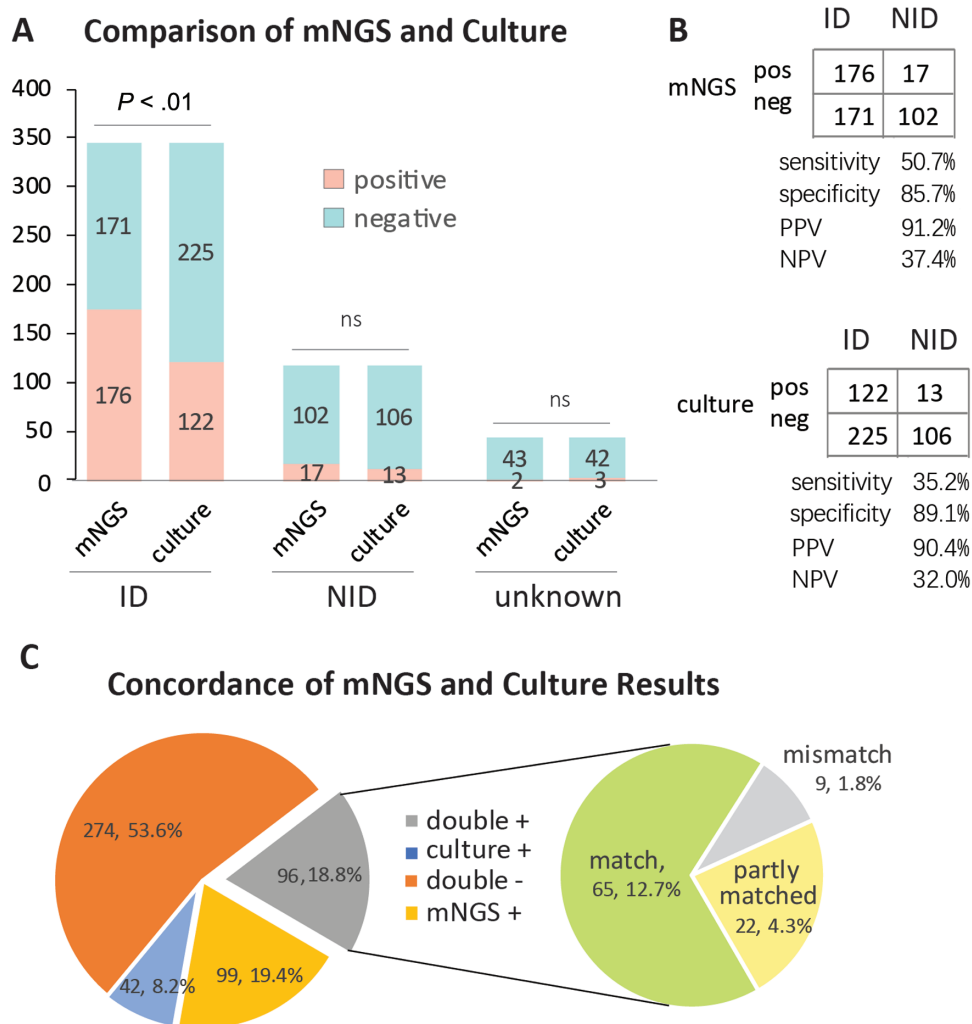 A Comparison of mNGS and Culture
400
350
300
250
200
150
100
50
0
P < .01
171
225
176
122
positive
negative
ns
102
106
17
13
ns
43
42
2
3
mNGS
culture
mNGS
culture
mNGS
culture
ID
NID
unknown
B
ID NID
mNGS
pos 176 17
neg 171 102
sensitivity 50.7%
specificity 85.7%
PPV 91.2%
NPV 37.4%
ID NID
culture
pos 122 13
neg 225 106
sensitivity 35.2%
specificity 89.1%
PPV 90.4%
NPV 32.0%
C
Concordance of mNGS and Culture Results
274, 53.6%
96, 18.8%
42, 8.2%
99, 19.4%
double +
culture +
double -
mNGS +
match,
65, 12.7%
mismatch
9, 1.8%
partly
matched
22, 4.3%